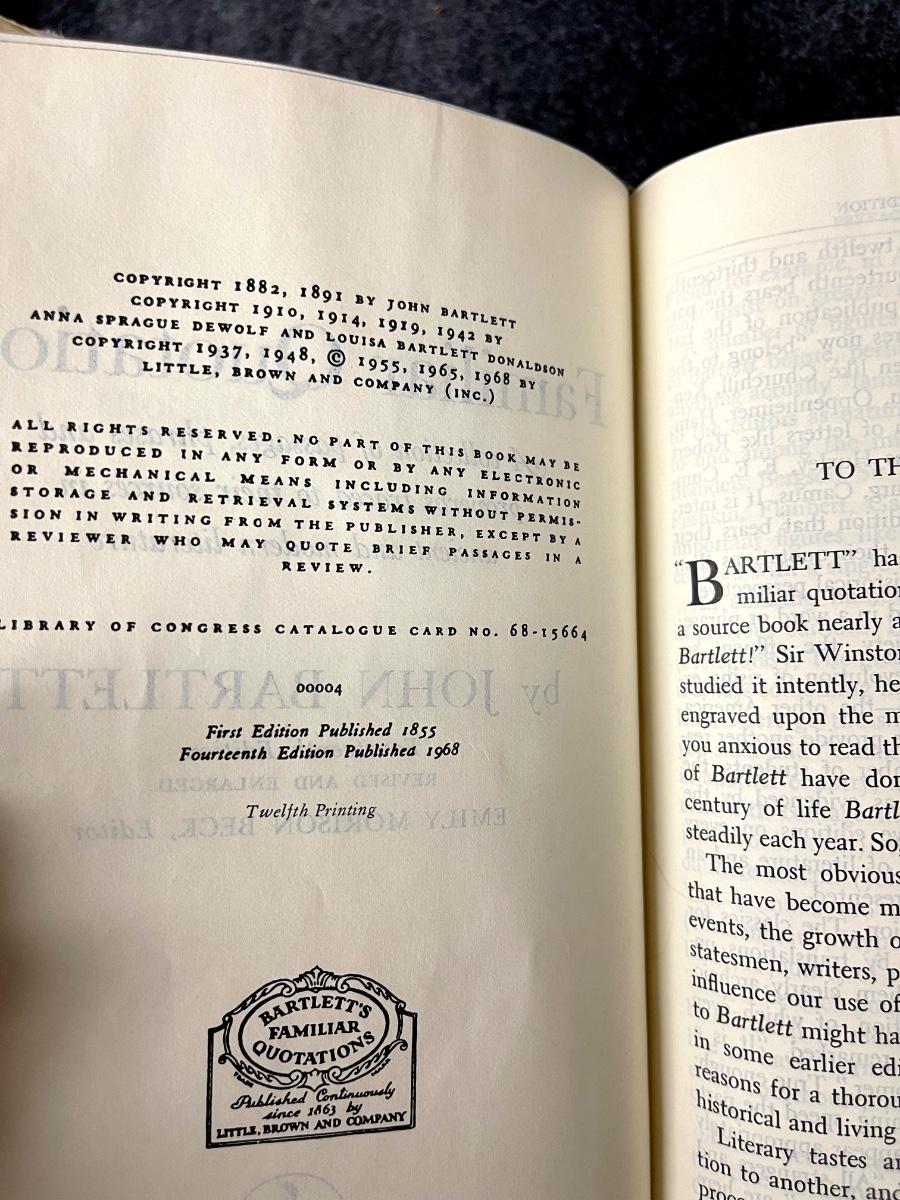 COPYRIGHT 1882, 1891 BY JOHN BARTLETT
COPYRIGHT 1910, 1914, 1919, 1942 BY
ANNA SPRAGUE DEWOLF AND LOUISA BARTLETT DONALDSON
COPYRIGHT 1937, 1948, © 1955, 1965, 1968 BY
LITTLE, BROWN AND COMPANY (INC.)
ALL RIGHTS RESERVED. NO PART OF THIS BOOK MAY BE
REPRODUCED IN ANY FORM OR BY ANY ELECTRONIC
OR MECHANICAL MEANS INCLUDING INFORMATION
STORAGE AND RETRIEVAL SYSTEMS WITHOUT PERMIS-
SION IN WRITING FROM THE PUBLISHER, EXCEPT BY A
REVIEWER WHO MAY QUOTE BRIEF PASSAGES IN A
REVIEW.
LIBRARY OF CONGRESS CATALOGUE CARD NO. 68-15664
00004
First Edition Published 1855
Fourteenth Edition Published 1968
Twelfth Printing
BARTLETT'S
FAMILIAR
QUOTATIONS
TRADE MARK
Published Continuously
since 1863 by
LITTLE, BROWN AND COMPANY
TO TH
"BARTLETT" ha
miliar quotation
a source book nearly a
Bartlett!" Sir Winston
studied it intently, he
engraved upon the m
you anxious to read th
of Bartlett have don
century of life Bartl
steadily each year. So,
The most obvious
that have become m
events, the growth o
statesmen, writers, p
influence our use of
to Bartlett might ha
in some earlier edi
reasons for a thorou
historical and living
Literary tastes a
tion to another, and